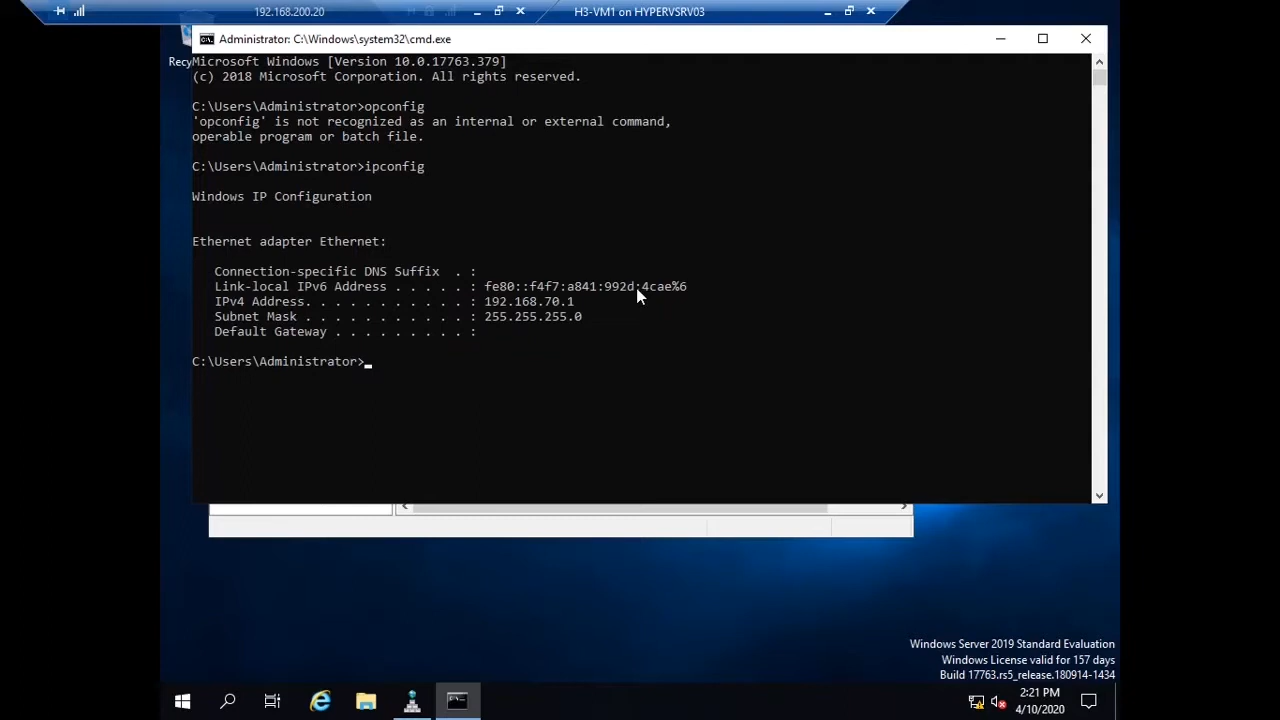 192.168.200.20
H3-VM1 on HYPERVSRV03
Administrator: C:\Windows\system32\cmd.exe
Recy
Microsoft Windows [Version 10.0.17763.379]
(c) 2018 Microsoft Corporation. All rights reserved.
C:\Users\Administrator>opconfig
'opconfig' is not recognized as an internal or external command,
operable program or batch file.
C:\Users\Administrator>ipconfig
Windows IP Configuration
Ethernet adapter Ethernet:
Connection-specific DNS Suffix  . :
Link-local IPv6 Address . . . . . : fe80::f4f7:a841:992d:4cae%6
IPv4 Address. . . . . . . . . . . : 192.168.70.1
Subnet Mask . . . . . . . . . . . : 255.255.255.0
Default Gateway . . . . . . . . . :
C:\Users\Administrator>
Windows Server 2019 Standard Evaluation
Windows License valid for 157 days
Build 17763.rs5_release.180914-1434
2:21 PM
4/10/2020